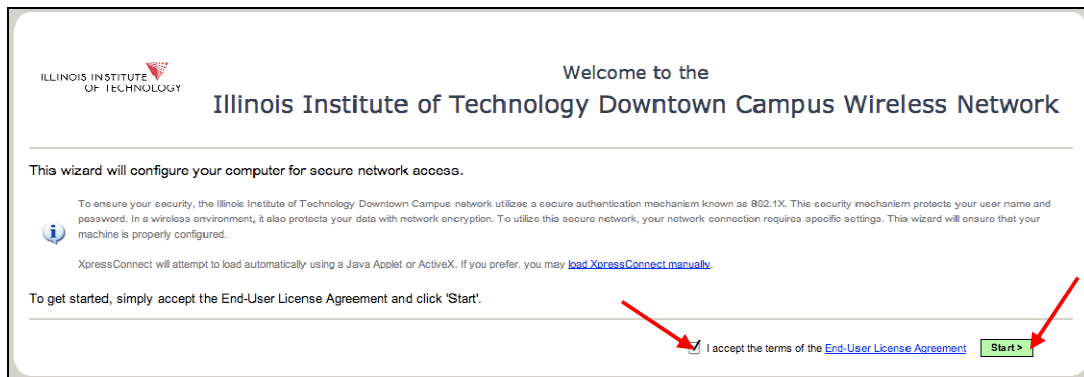 ILLINOIS INSTITUTE
OF TECHNOLOGY
Welcome to the
Illinois Institute of Technology Downtown Campus Wireless Network
This wizard will configure your computer for secure network access.
To ensure your security, the Illinois Institute of Technology Downtown Campus network utilizes a secure authentication mechanism known as 802.1X. This security mechanism protects your user name and
password. In a wireless environment, it also protects your data with network encryption. To utilize this secure network, your network connection requires specific settings. This wizard will ensure that your
machine is properly configured.
XpressConnect will attempt to load automatically using a Java Applet or ActiveX. If you prefer, you may load XpressConnect manually.
To get started, simply accept the End-User License Agreement and click 'Start'.
I accept the terms of the End-User License Agreement Start >